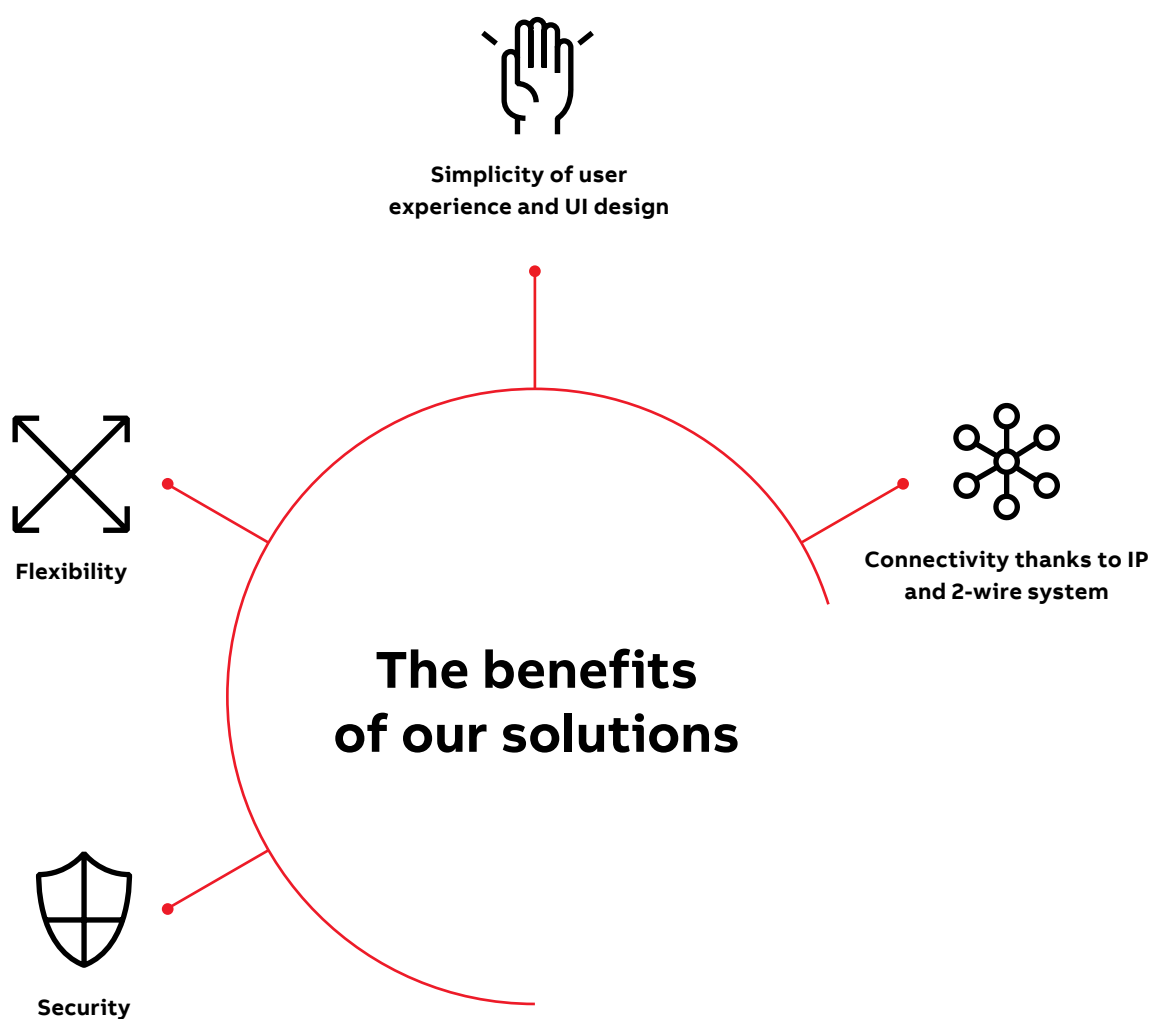 Simplicity of user
experience and UI design
Flexibility
Connectivity thanks to IP
and 2-wire system
The benefits
of our solutions
Security